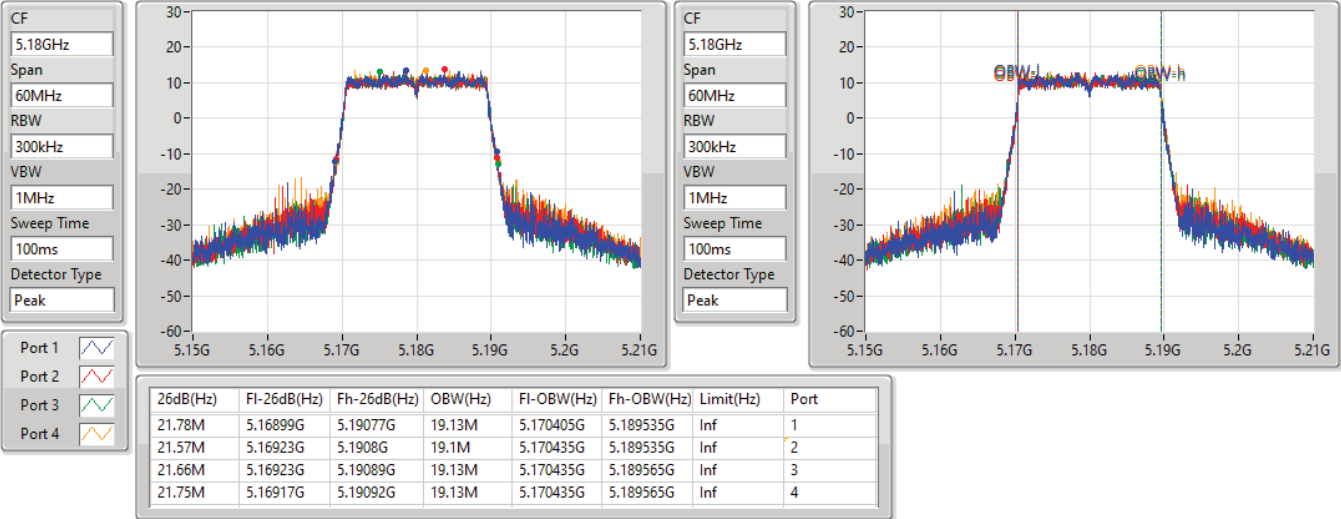 CF
5.18GHz
Span
60MHz
RBW
300kHz
VBW
1MHz
Sweep Time
100ms
Detector Type
Peak
30
20
10
0
-10
-20
-30
-40
-50
-60
5.15G 5.16G 5.17G 5.18G 5.19G 5.2G 5.21G
CF
5.18GHz
Span
60MHz
RBW
300kHz
VBW
1MHz
Sweep Time
100ms
Detector Type
Peak
30
20
10
0
-10
-20
-30
-40
-50
-60
OBW-l OBW-h
5.15G 5.16G 5.17G 5.18G 5.19G 5.2G 5.21G
Port 1
Port 2
Port 3
Port 4
26dB(Hz) Fl-26dB(Hz) Fh-26dB(Hz) OBW(Hz) Fl-OBW(Hz) Fh-OBW(Hz) Limit(Hz) Port
21.78M 5.16899G 5.19077G 19.13M 5.170405G 5.189535G Inf 1
21.57M 5.16923G 5.1908G 19.1M 5.170435G 5.189535G Inf 2
21.66M 5.16923G 5.19089G 19.13M 5.170435G 5.189565G Inf 3
21.75M 5.16917G 5.19092G 19.13M 5.170435G 5.189565G Inf 4